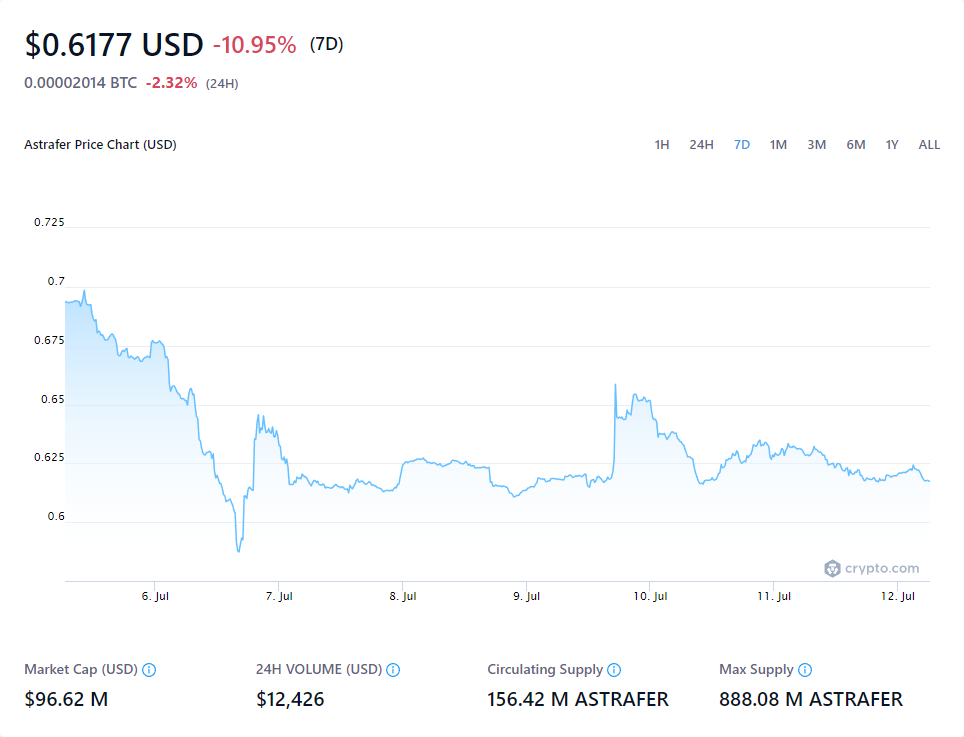 $0.6177 USD -10.95% (7D)
0.00002014 BTC -2.32% (24H)
Astrafer Price Chart (USD) 1H 24H 7D 1M 3M 6M 1Y ALL
0.725
0.7
0.675
0.65
0.625
0.6
crypto.com
6. Jul 7. Jul 8. Jul 9. Jul 10. Jul 11. Jul 12. Jul
Market Cap (USD) 24H VOLUME (USD) Circulating Supply Max Supply
$96.62 M $12,426 156.42 M ASTRAFER 888.08 M ASTRAFER